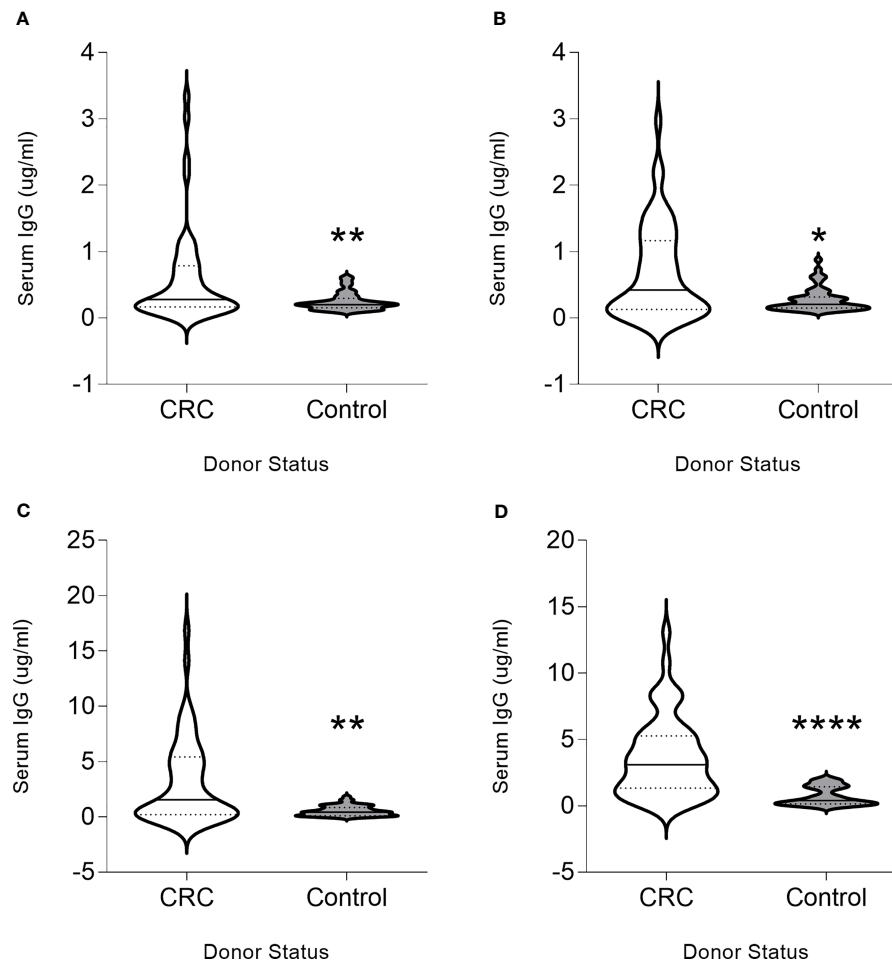 A
4
3
2
1
0
-1
Serum IgG (ug/ml)
**
CRC
Control
Donor Status
B
4
3
2
1
0
-1
Serum IgG (ug/ml)
*
CRC
Control
Donor Status
C
25
20
15
10
5
0
-5
Serum IgG (ug/ml)
**
CRC
Control
Donor Status
D
20
15
10
5
0
-5
Serum IgG (ug/ml)
****
CRC
Control
Donor Status